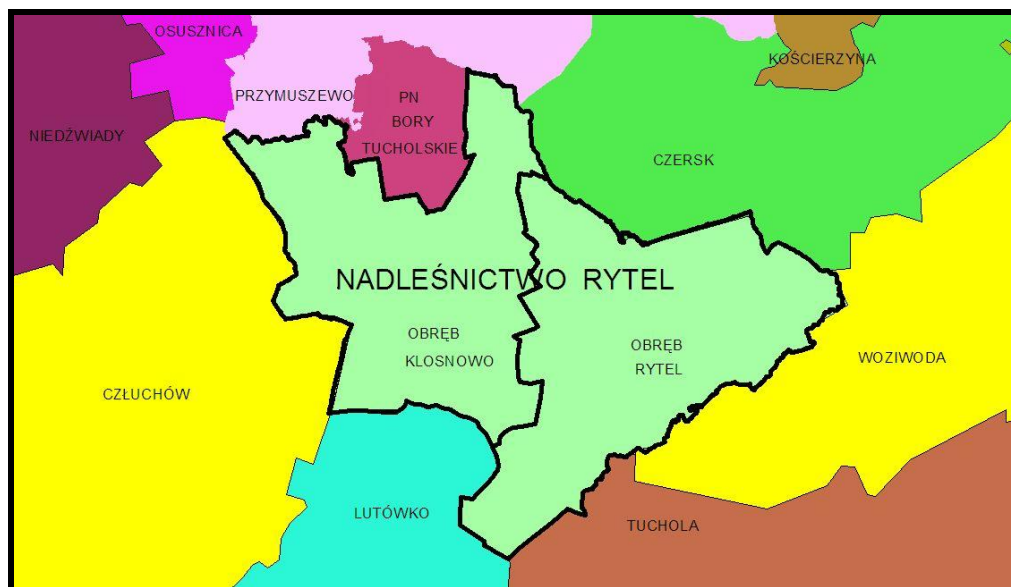 OSUSZNICA
KOŚCIERZYNA
PRZYMUSZEWO
PN
BORY
TUCHOLSKIE
NIEDŹWIADY
CZERSK
NADLEŚNICTWO RYTEL
OBRĘB
KLOSNOWO
OBRĘB
RYTEL
WOZIWODA
CZŁUCHÓW
LUTÓWKO
TUCHOLA